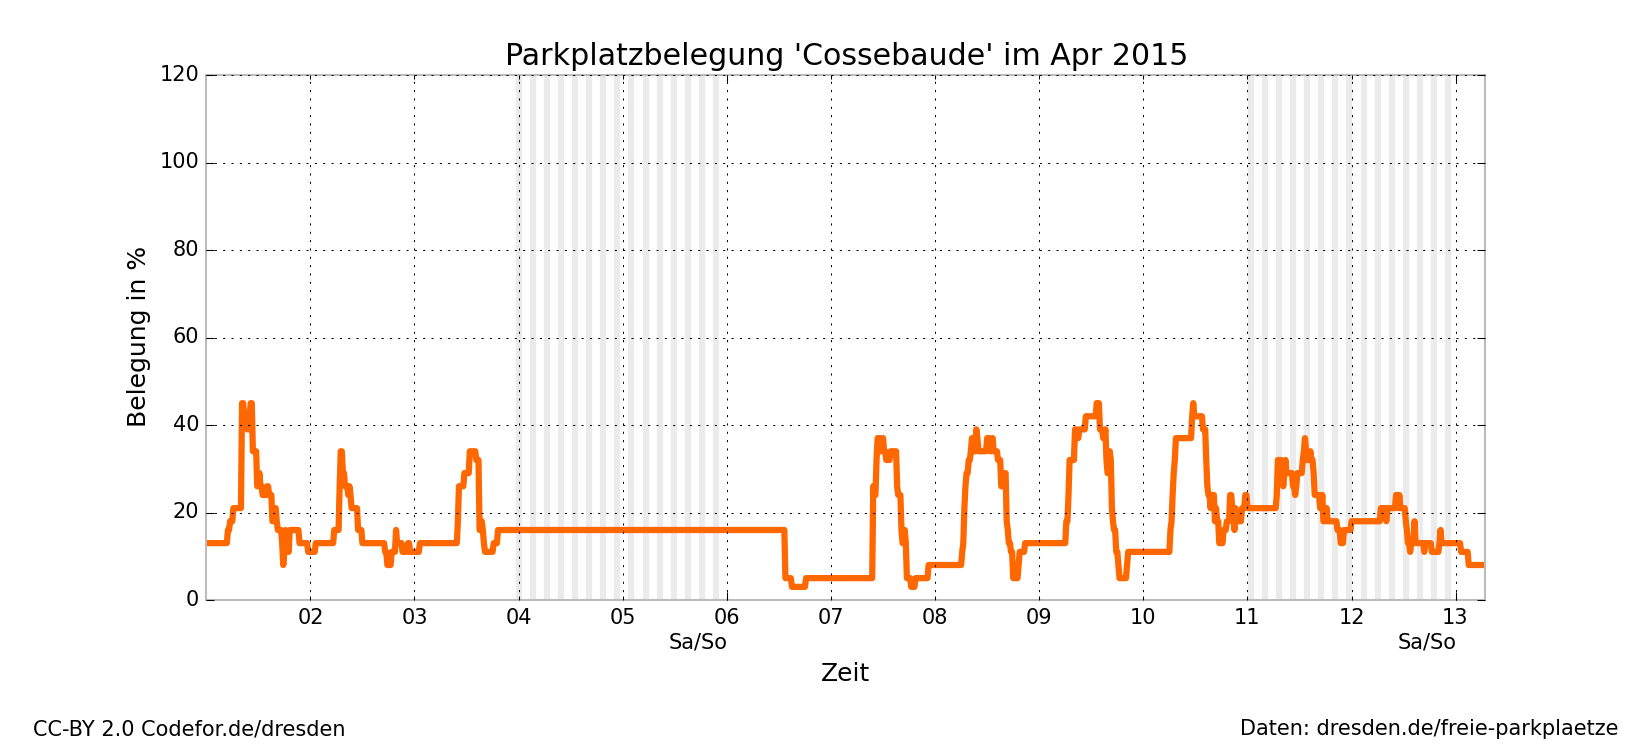 Parkplatzbelegung 'Cossebaude' im Apr 2015
120
100
80
60
40
20
0
Belegung in %
02 03 04 05 06 07 08 09 10 11 12 13
Sa/So Sa/So
Zeit
CC-BY 2.0 Codefor.de/dresden
Daten: dresden.de/freie-parkplaetze